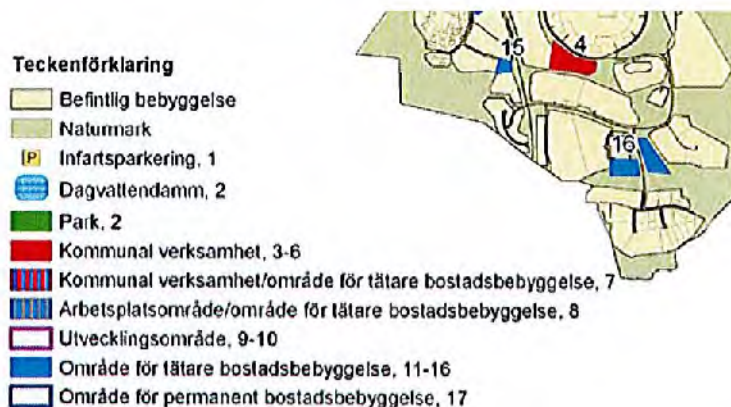 15
4
16
Teckenförklaring
Befintlig bebyggelse
Naturmark
P Infartsparkering, 1
Dagvattendamm, 2
Park, 2
Kommunal verksamhet, 3-6
Kommunal verksamhet/område för tätare bostadsbebyggelse, 7
Arbetsplatsområde/område för tätare bostadsbebyggelse, 8
Utvecklingsområde, 9-10
Område för tätare bostadsbebyggelse, 11-16
Område för permanent bostadsbebyggelse, 17